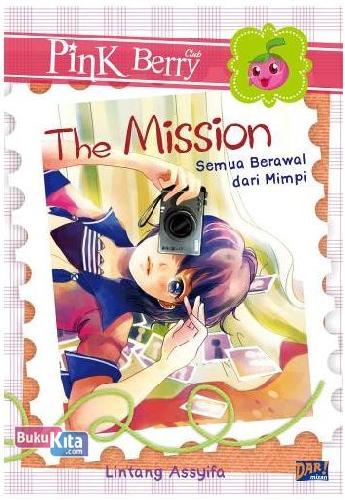 PinK Berry
Club
The Mission
Semua Berawal
dari Mimpi
BukuKita
.com
Lintang Assyifa
DAR!
mizan